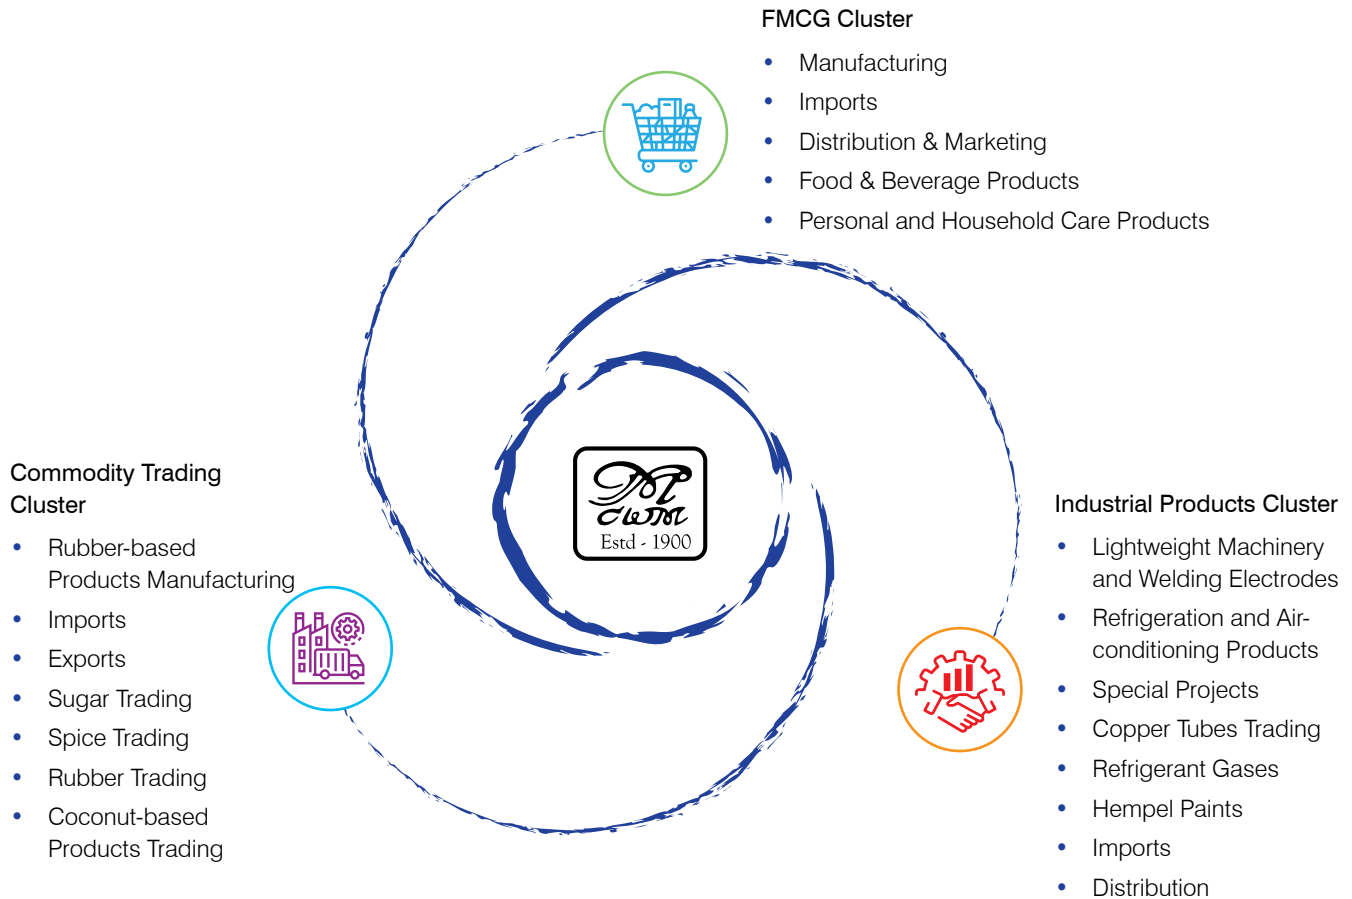 FMCG Cluster
• Manufacturing
• Imports
• Distribution & Marketing
• Food & Beverage Products
• Personal and Household Care Products
Commodity Trading
Cluster
• Rubber-based
Products Manufacturing
• Imports
• Exports
• Sugar Trading
• Spice Trading
• Rubber Trading
• Coconut-based
Products Trading
Estd - 1900
Industrial Products Cluster
• Lightweight Machinery
and Welding Electrodes
• Refrigeration and Air-
conditioning Products
• Special Projects
• Copper Tubes Trading
• Refrigerant Gases
• Hempel Paints
• Imports
• Distribution